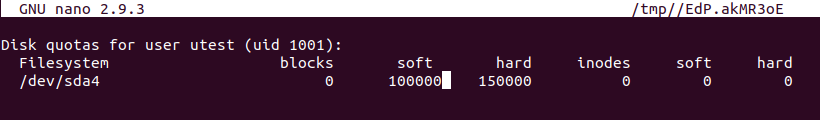 GNU nano 2.9.3 /tmp//EdP.akMR3oE
Disk quotas for user utest (uid 1001):
Filesystem blocks soft hard inodes soft hard
/dev/sda4 0 100000 150000 0 0 0